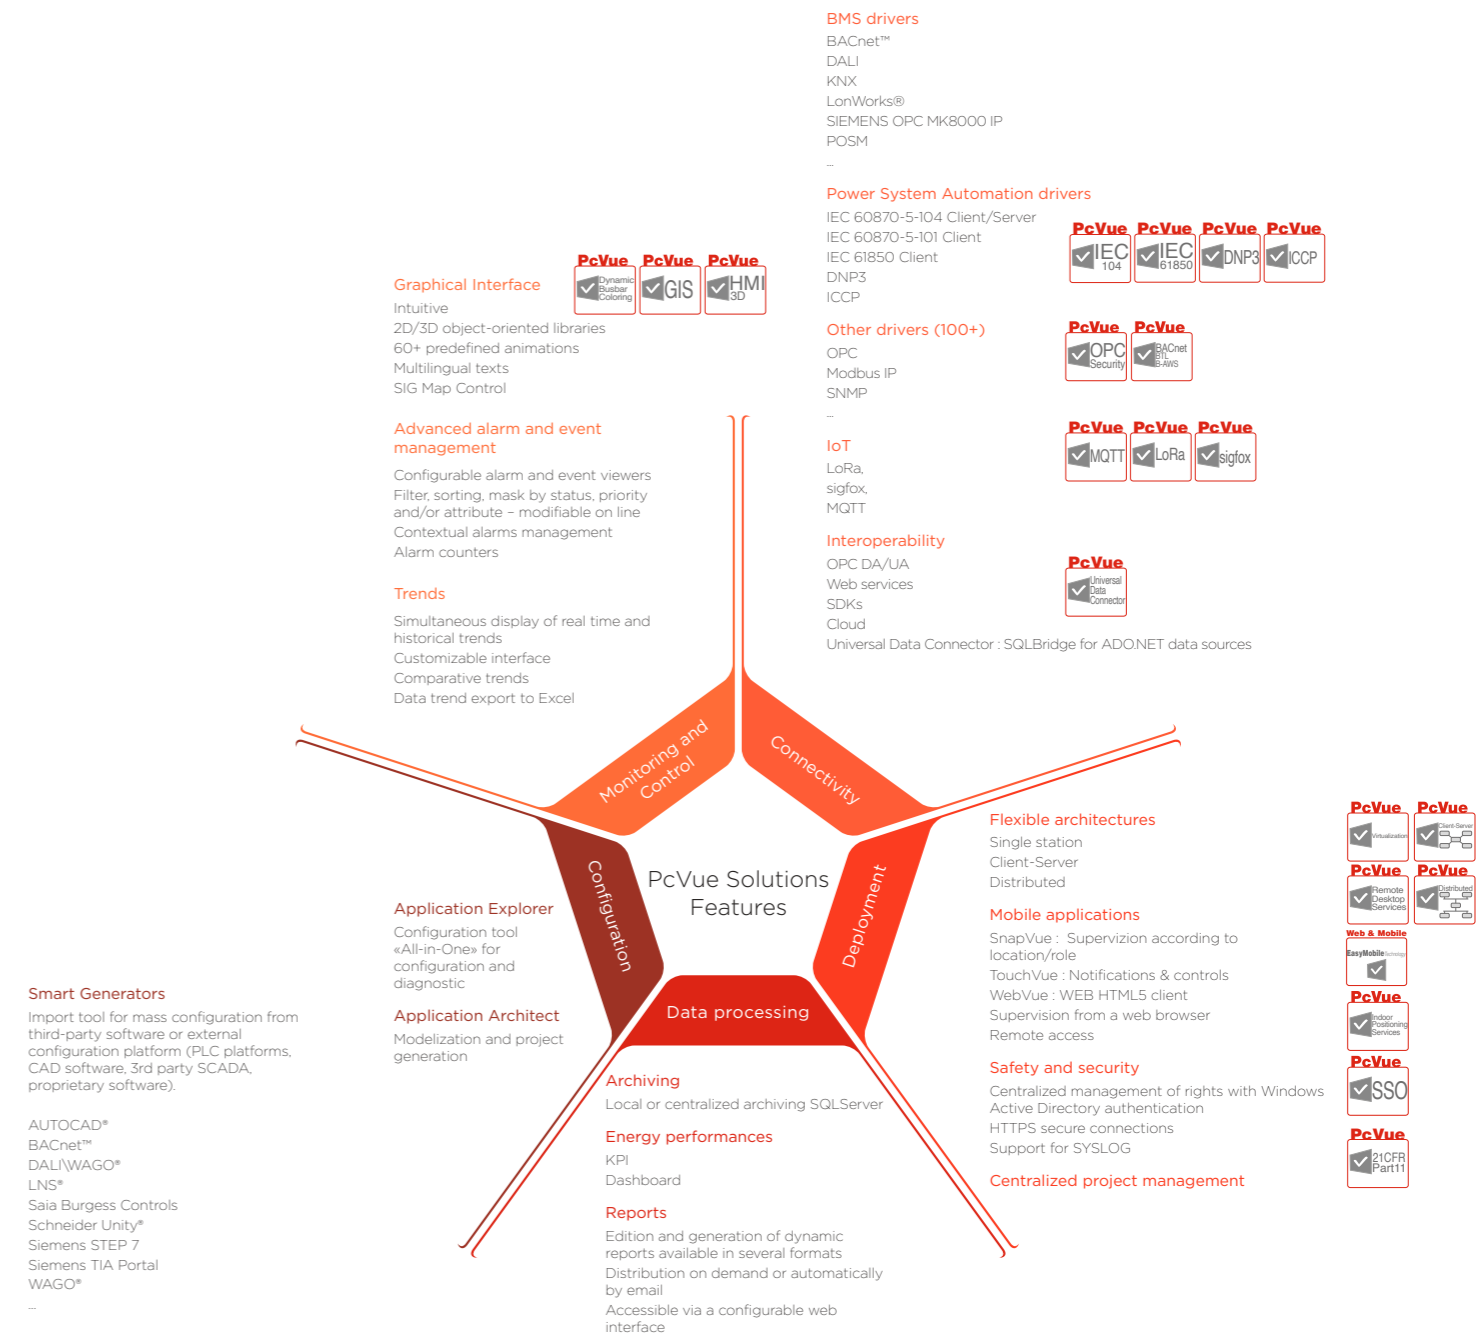 BMS drivers
BACnet™
DALI
KNX
LonWorks®
SIEMENS OPC MK8000 IP
POSM
...
Power System Automation drivers
IEC 60870-5-104 Client/Server
IEC 60870-5-101 Client
IEC 61850 Client
DNP3
ICCP
PcVue
IEC
104
PcVue
IEC
61850
PcVue
DNP3
PcVue
ICCP
Other drivers (100+)
OPC
Modbus IP
SNMP
...
PcVue
OPC
Security
PcVue
BACnet
BTL
B-AWS
IoT
LoRa,
sigfox,
MQTT
PcVue
MQTT
PcVue
LoRa
PcVue
sigfox
Interoperability
OPC DA/UA
Web services
SDKs
Cloud
Universal Data Connector : SQLBridge for ADO.NET data sources
PcVue
Universal
Data
Connector
Graphical Interface
Intuitive
2D/3D object-oriented libraries
60+ predefined animations
Multilingual texts
SIG Map Control
PcVue
Dynamic
Busbar
Coloring
PcVue
GIS
PcVue
HMI
3D
Advanced alarm and event
management
Configurable alarm and event viewers
Filter, sorting, mask by status, priority
and/or attribute – modifiable on line
Contextual alarms management
Alarm counters
Trends
Simultaneous display of real time and
historical trends
Customizable interface
Comparative trends
Data trend export to Excel
Monitoring and
Control
Connectivity
Configuration
PcVue Solutions
Features
Deployment
Data processing
Flexible architectures
Single station
Client-Server
Distributed
PcVue
Virtualization
PcVue
Client-Server
PcVue
Remote
Desktop
Services
PcVue
Distributed
Mobile applications
SnapVue : Supervizion according to
location/role
TouchVue : Notifications & controls
WebVue : WEB HTML5 client
Supervision from a web browser
Remote access
Web & Mobile
EasyMobile Technology
PcVue
Indoor
Positioning
Services
Safety and security
Centralized management of rights with Windows
Active Directory authentication
HTTPS secure connections
Support for SYSLOG
PcVue
SSO
PcVue
21CFR
Part11
Centralized project management
Application Explorer
Configuration tool
«All-in-One» for
configuration and
diagnostic
Application Architect
Modelization and project
generation
Smart Generators
Import tool for mass configuration from
third-party software or external
configuration platform (PLC platforms,
CAD software, 3rd party SCADA,
proprietary software).
AUTOCAD®
BACnet™
DALI\WAGO®
LNS®
Saia Burgess Controls
Schneider Unity®
Siemens STEP 7
Siemens TIA Portal
WAGO®
...
Archiving
Local or centralized archiving SQLServer
Energy performances
KPI
Dashboard
Reports
Edition and generation of dynamic
reports available in several formats
Distribution on demand or automatically
by email
Accessible via a configurable web
interface